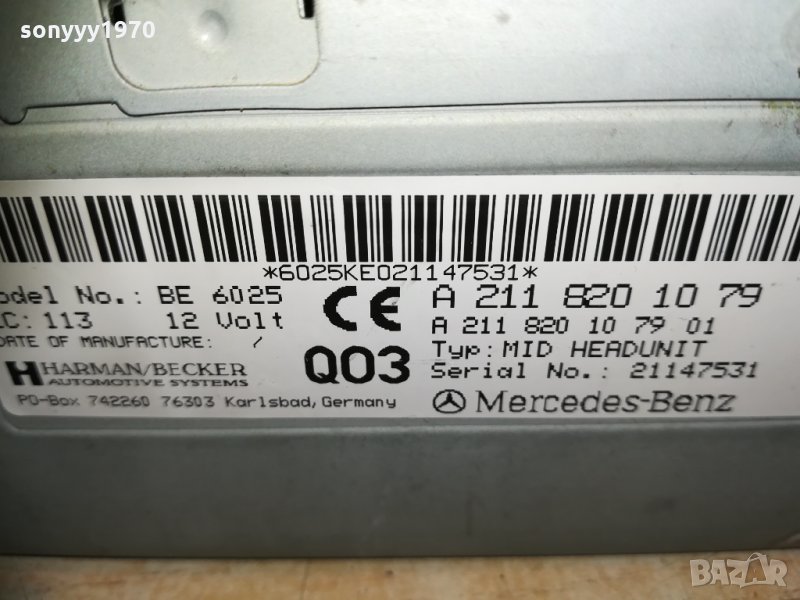 sonyyy1970
*6025KE021147531*
odel No.: BE 6025
C: 113 12 Volt
DATE OF MANUFACTURE: /
HARMAN/BECKER
AUTOMOTIVE SYSTEMS
PO-Box 742260 76303 Karlsbad, Germany
CE
Q03
A 211 820 10 79
A 211 820 10 79 01
Typ: MID HEADUNIT
Serial No.: 21147531
Mercedes-Benz
BAZAR